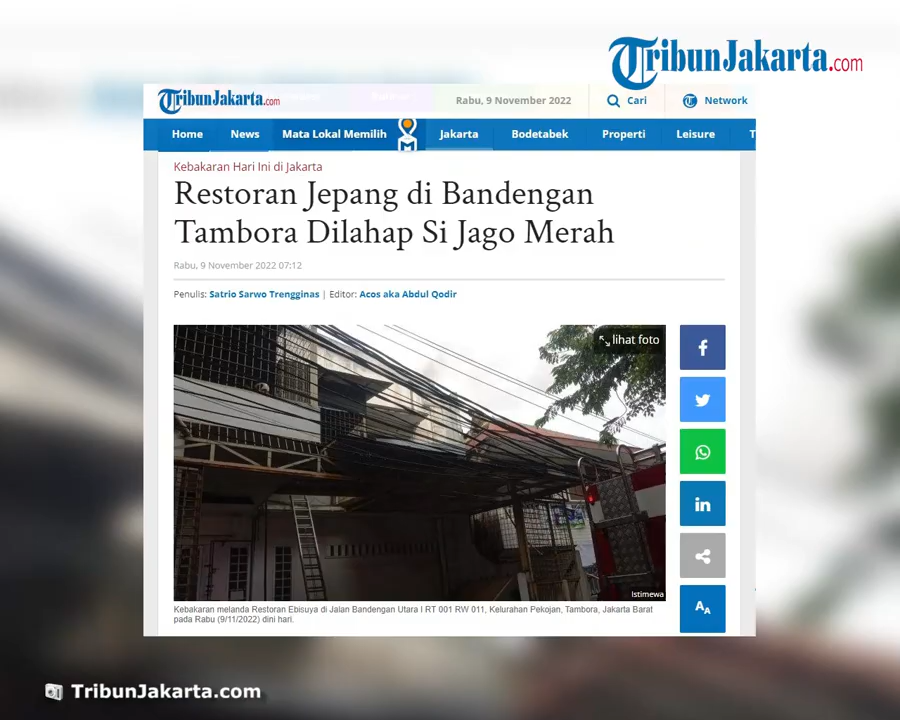 TribunJakarta.com
TribunJakarta.com
Rabu, 9 November 2022
Cari
Network
Home
News
Mata Lokal Memilih
Jakarta
Bodetabek
Properti
Leisure
T
Kebakaran Hari Ini di Jakarta
Restoran Jepang di Bandengan
Tambora Dilahap Si Jago Merah
Rabu, 9 November 2022 07:12
Penulis: Satrio Sarwo Trengginas | Editor: Acos aka Abdul Qodir
lihat foto
Istimewa
Kebakaran melanda Restoran Ebisuya di Jalan Bandengan Utara I RT 001 RW 011, Kelurahan Pekojan, Tambora, Jakarta Barat
pada Rabu (9/11/2022) dini hari.
AA
TribunJakarta.com